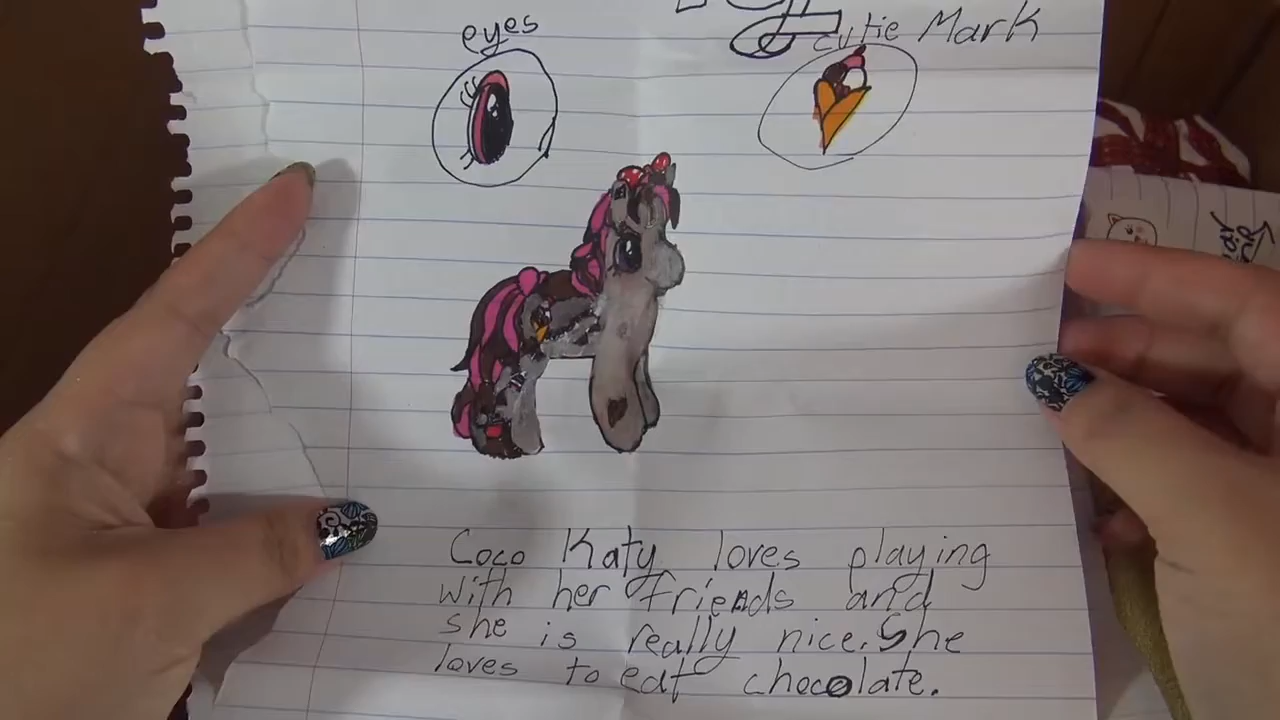 eyes
cutie Mark
Coco Katy loves playing
with her friends and
she is really nice. She
loves to eat chocolate.